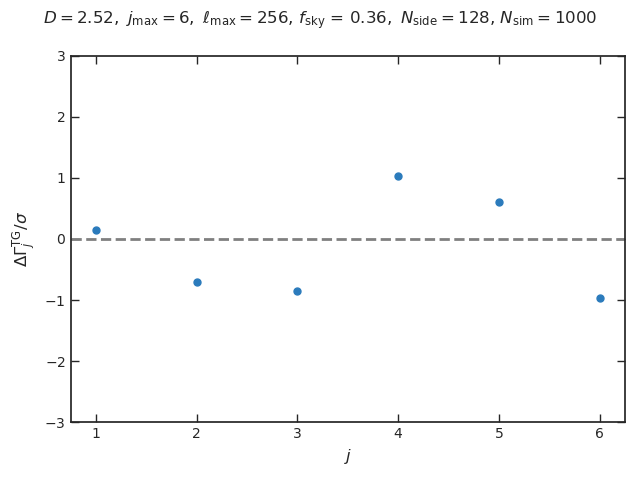 D = 2.52, j_max = 6, ℓ_max = 256, f_sky = 0.36, N_side = 128, N_sim = 1000
3
2
1
0
−1
−2
−3
ΔΓ_j^TG/σ
1 2 3 4 5 6
j